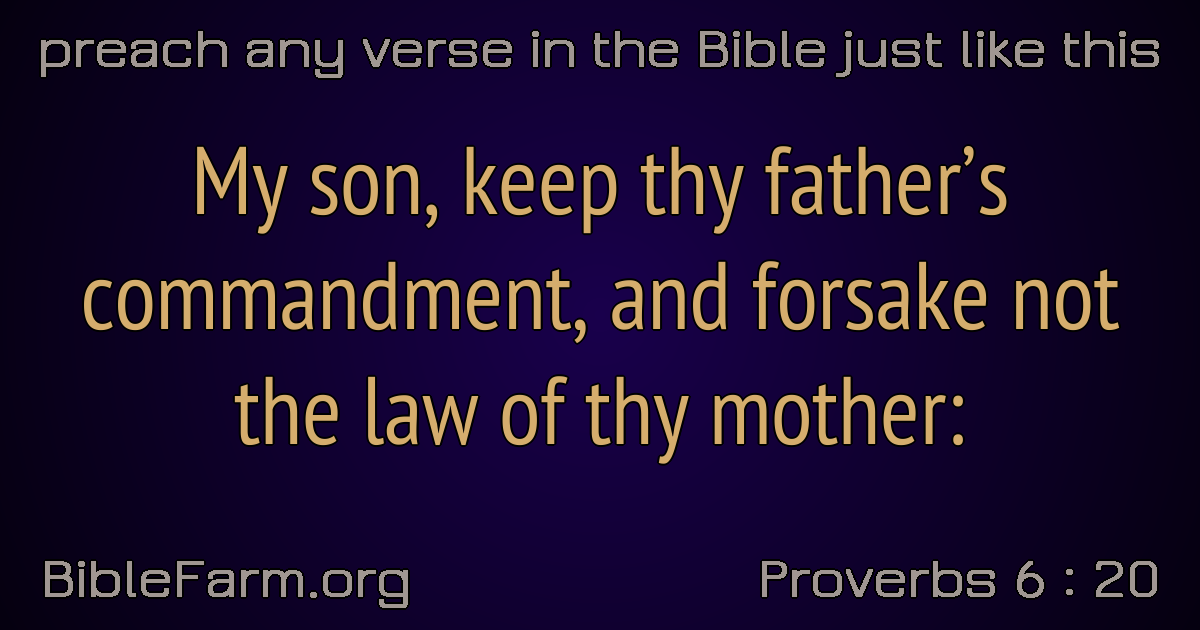 preach any verse in the Bible just like this
My son, keep thy father’s
commandment, and forsake not
the law of thy mother:
BibleFarm.org
Proverbs 6 : 20